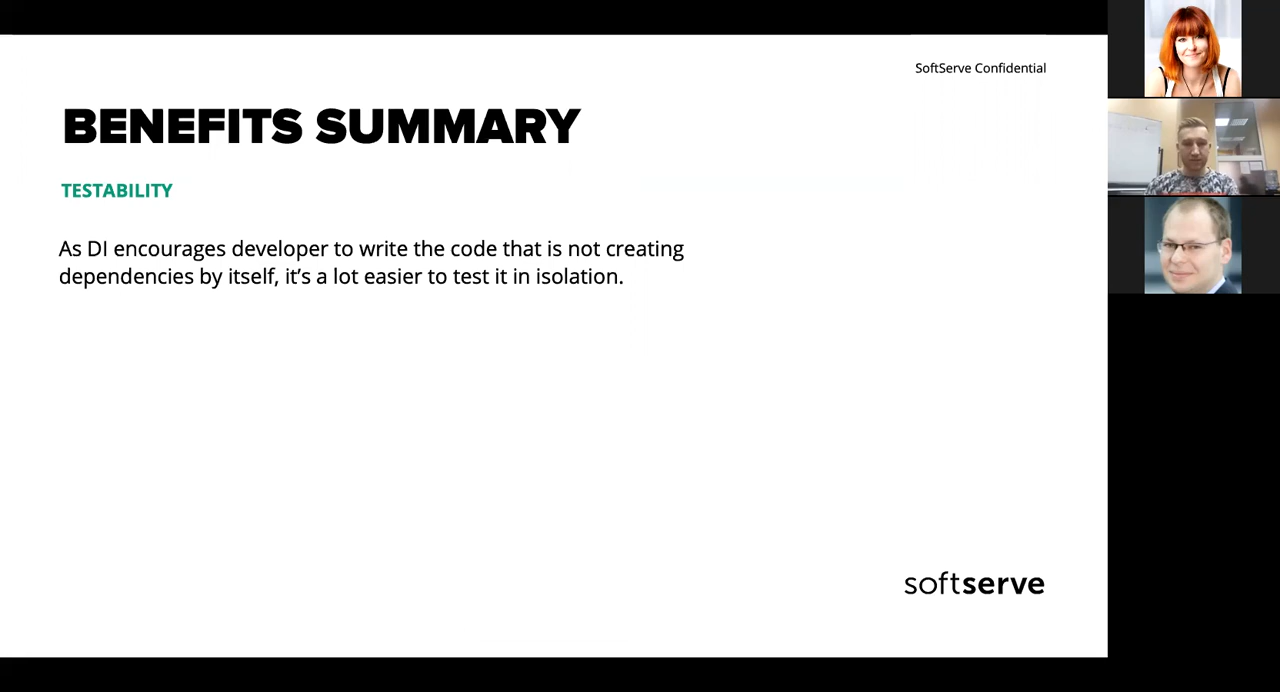 SoftServe Confidential
BENEFITS SUMMARY
TESTABILITY
As DI encourages developer to write the code that is not creating
dependencies by itself, it's a lot easier to test it in isolation.
softserve